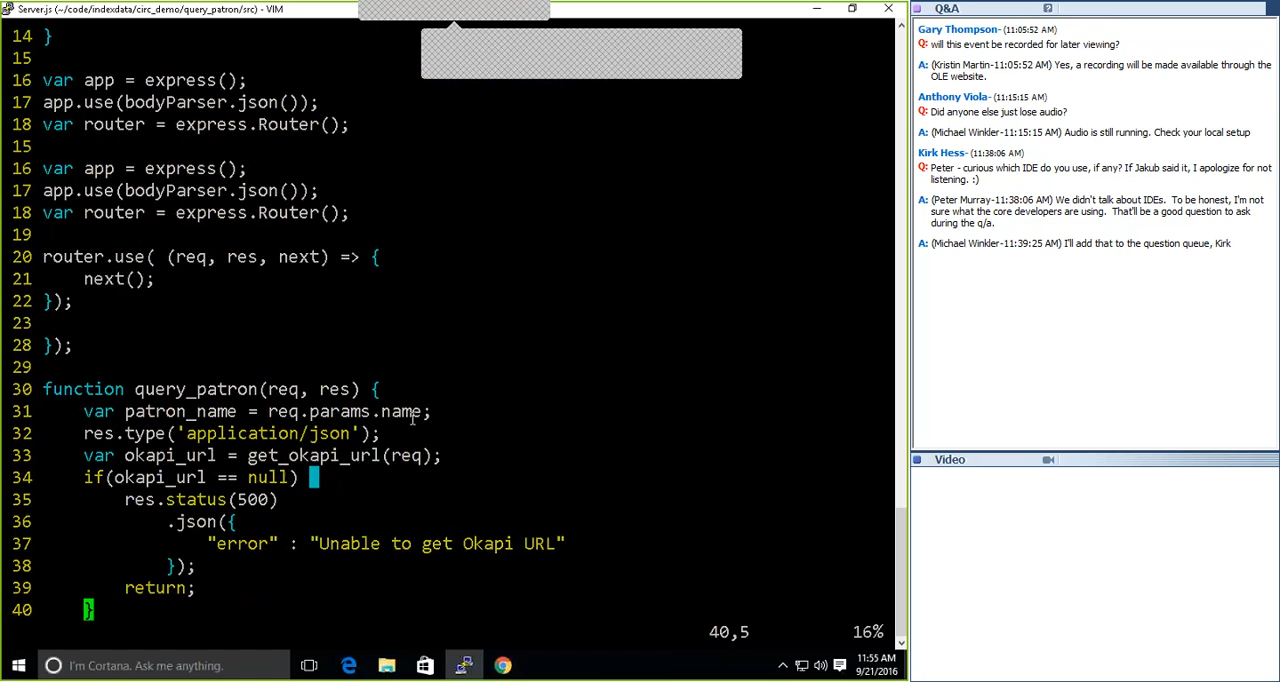 Server.js (~/code/indexdata/circ_demo/query_patron/src) - VIM
14 }
15
16 var app = express();
17 app.use(bodyParser.json());
18 var router = express.Router();
15
16 var app = express();
17 app.use(bodyParser.json());
18 var router = express.Router();
19
20 router.use( (req, res, next) => {
21 next();
22 });
23
28 });
29
30 function query_patron(req, res) {
31 var patron_name = req.params.name;
32 res.type('application/json');
33 var okapi_url = get_okapi_url(req);
34 if(okapi_url == null)
35 res.status(500)
36 .json({
37 "error" : "Unable to get Okapi URL"
38 });
39 return;
40 }
40,5 16%
I'm Cortana. Ask me anything.
11:55 AM
9/21/2016
Q&A
Gary Thompson- (11:05:52 AM)
Q: will this event be recorded for later viewing?
A: (Kristin Martin-11:05:52 AM) Yes, a recording will be made available through the
OLE website.
Anthony Viola- (11:15:15 AM)
Q: Did anyone else just lose audio?
A: (Michael Winkler-11:15:15 AM) Audio is still running. Check your local setup
Kirk Hess- (11:38:06 AM)
Q: Peter - curious which IDE do you use, if any? If Jakub said it, I apologize for not
listening. :)
A: (Peter Murray-11:38:06 AM) We didn't talk about IDEs. To be honest, I'm not
sure what the core developers are using. That'll be a good question to ask
during the q/a.
A: (Michael Winkler-11:39:25 AM) I'll add that to the question queue, Kirk
Video